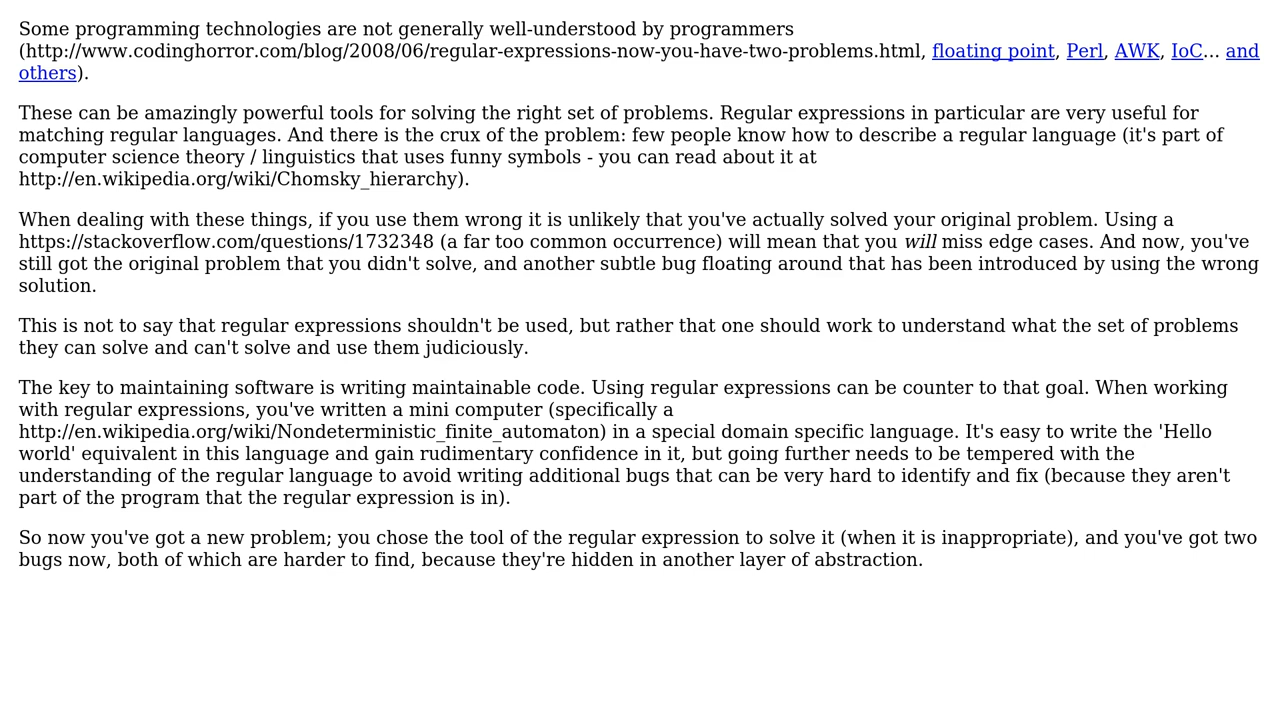 Some programming technologies are not generally well-understood by programmers
(http://www.codinghorror.com/blog/2008/06/regular-expressions-now-you-have-two-problems.html, floating point, Perl, AWK, IoC... and
others).
These can be amazingly powerful tools for solving the right set of problems. Regular expressions in particular are very useful for
matching regular languages. And there is the crux of the problem: few people know how to describe a regular language (it's part of
computer science theory / linguistics that uses funny symbols - you can read about it at
http://en.wikipedia.org/wiki/Chomsky_hierarchy).
When dealing with these things, if you use them wrong it is unlikely that you've actually solved your original problem. Using a
https://stackoverflow.com/questions/1732348 (a far too common occurrence) will mean that you will miss edge cases. And now, you've
still got the original problem that you didn't solve, and another subtle bug floating around that has been introduced by using the wrong
solution.
This is not to say that regular expressions shouldn't be used, but rather that one should work to understand what the set of problems
they can solve and can't solve and use them judiciously.
The key to maintaining software is writing maintainable code. Using regular expressions can be counter to that goal. When working
with regular expressions, you've written a mini computer (specifically a
http://en.wikipedia.org/wiki/Nondeterministic_finite_automaton) in a special domain specific language. It's easy to write the 'Hello
world' equivalent in this language and gain rudimentary confidence in it, but going further needs to be tempered with the
understanding of the regular language to avoid writing additional bugs that can be very hard to identify and fix (because they aren't
part of the program that the regular expression is in).
So now you've got a new problem; you chose the tool of the regular expression to solve it (when it is inappropriate), and you've got two
bugs now, both of which are harder to find, because they're hidden in another layer of abstraction.